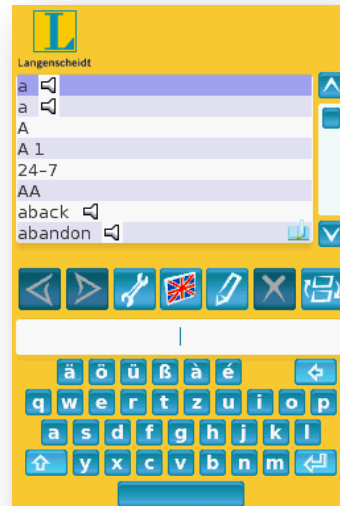 L
Langenscheidt
a
a
A
A 1
24-7
AA
aback
abandon
ä ö ü ß à é
q w e r t z u i o p
a s d f g h j k l
y x c v b n m